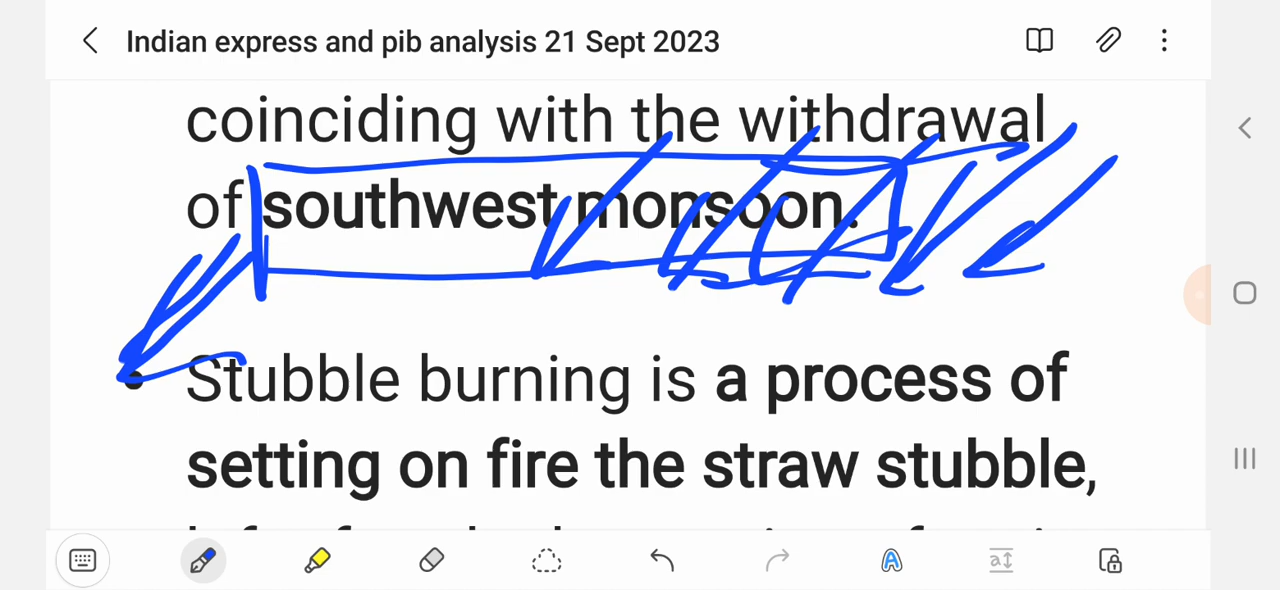 Indian express and pib analysis 21 Sept 2023
coinciding with the withdrawal
of southwest monsoon.
• Stubble burning is a process of
setting on fire the straw stubble,